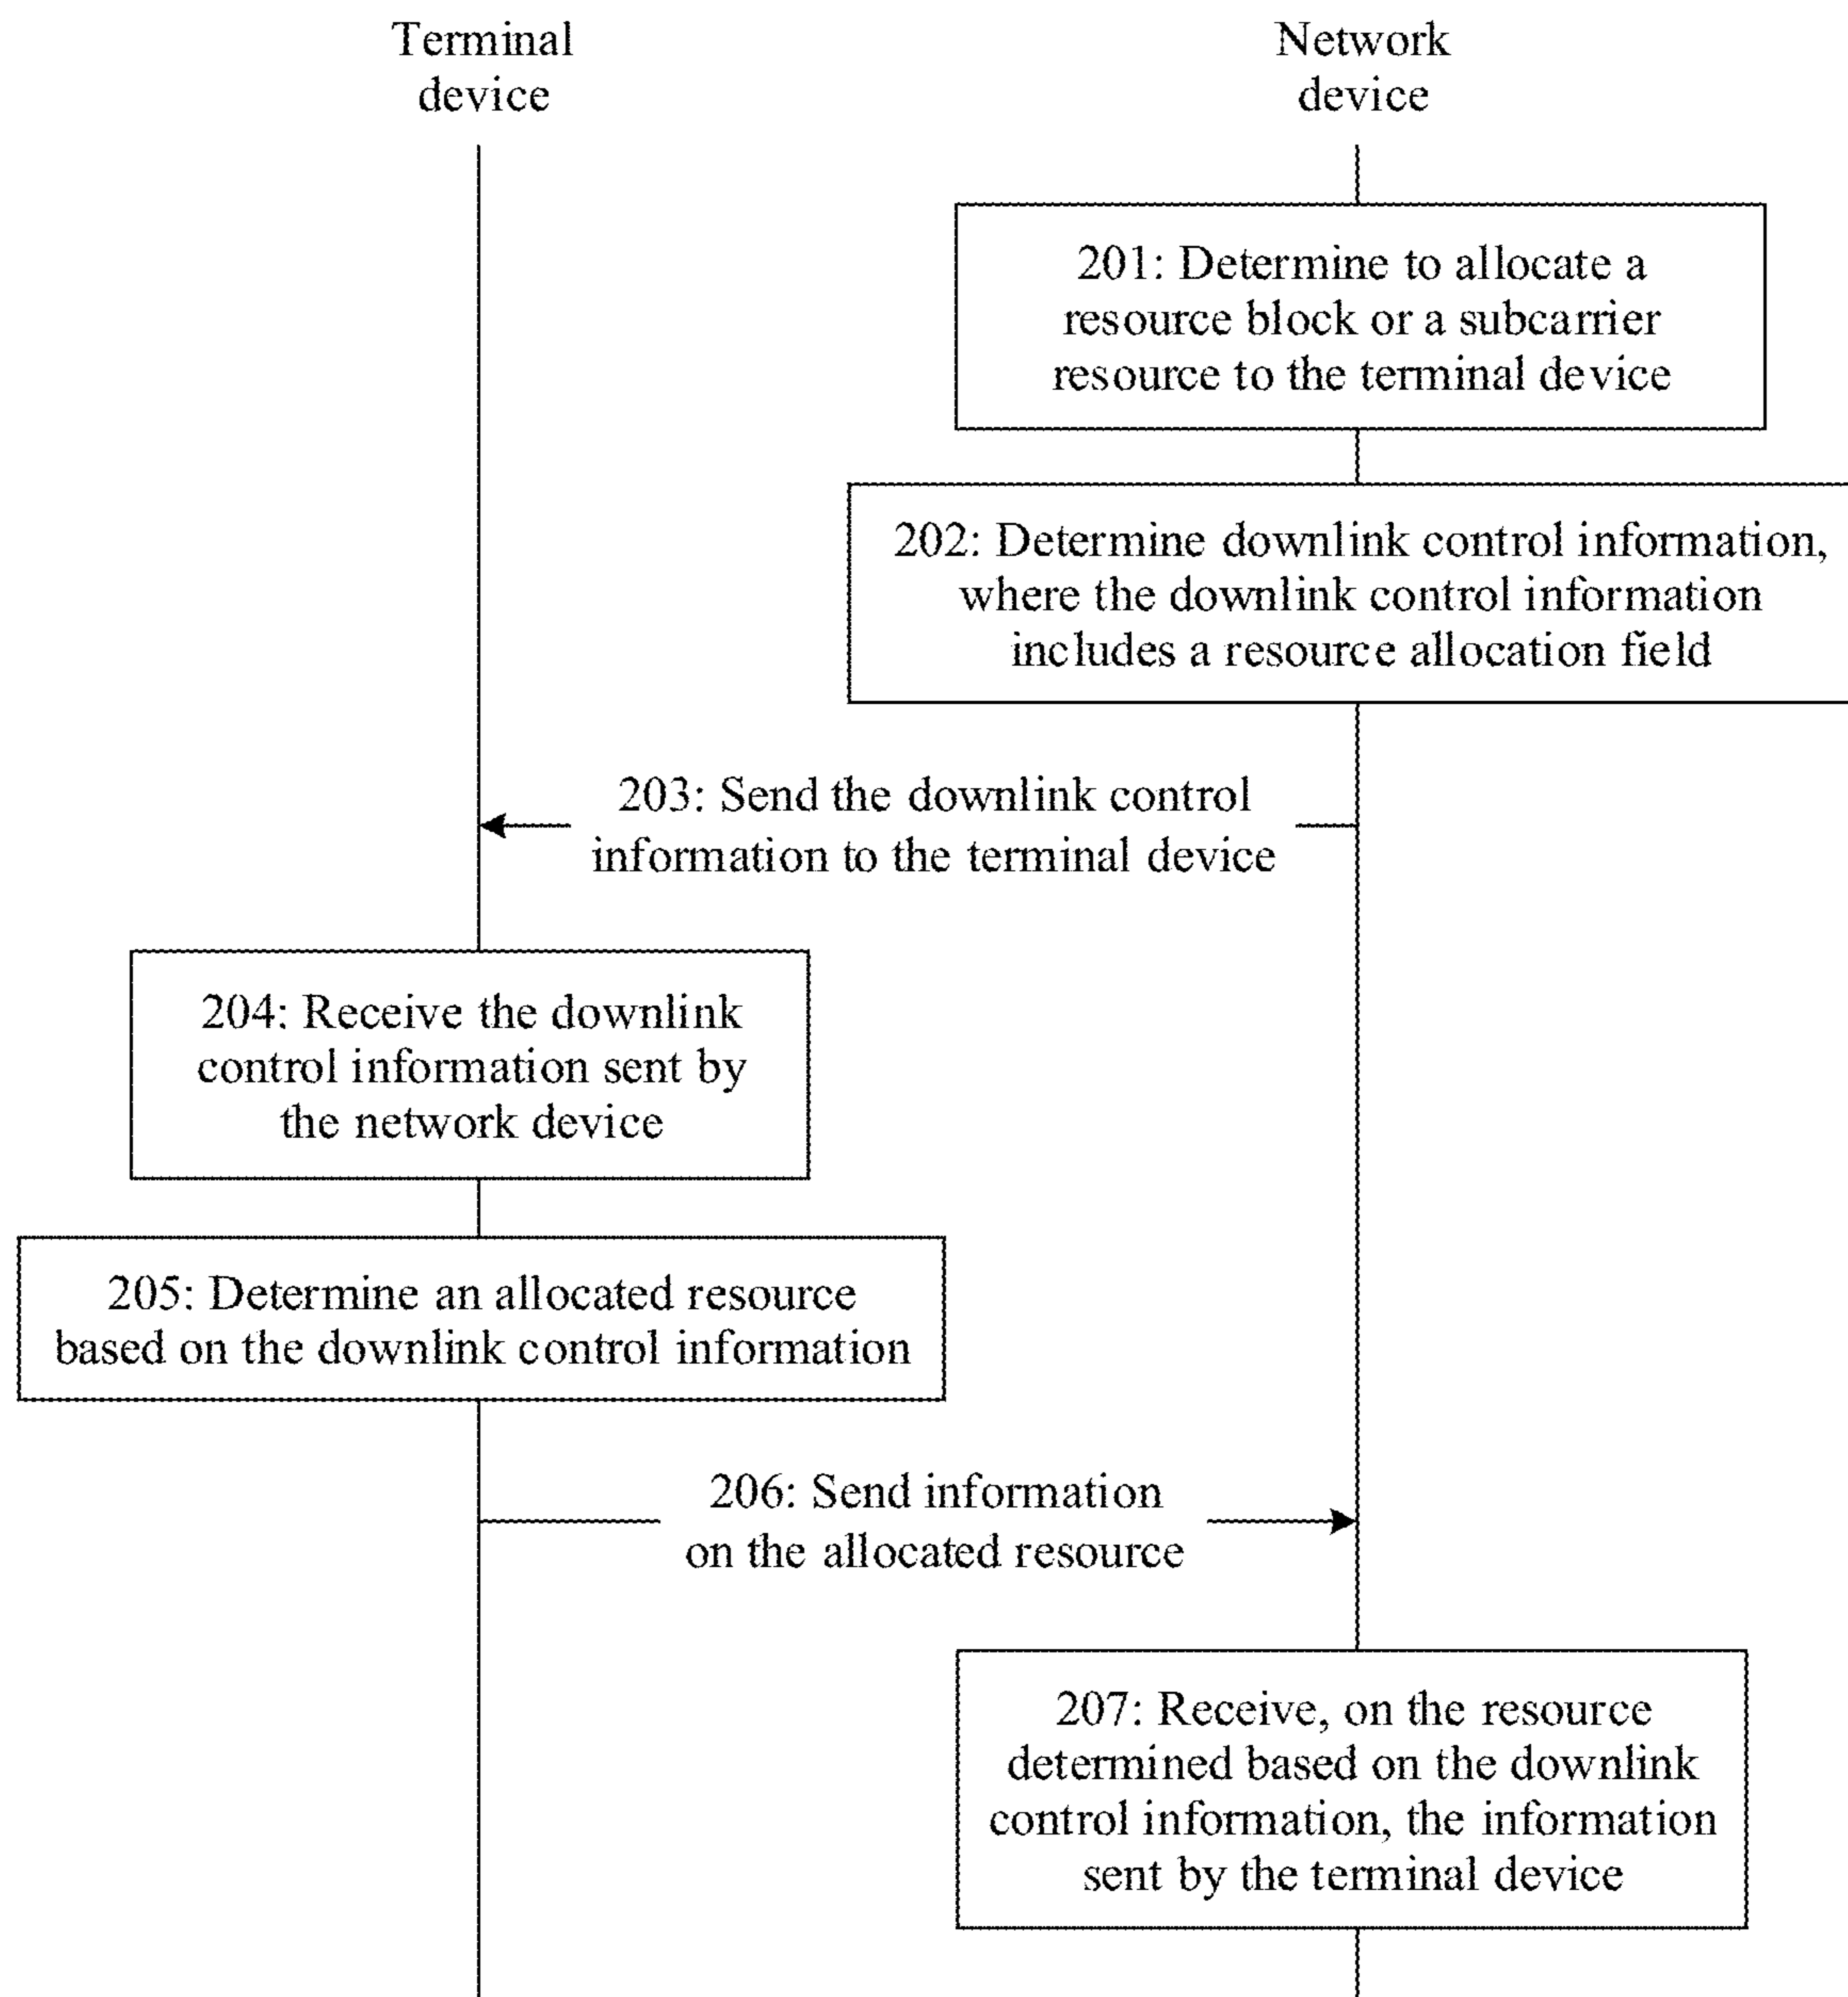 Terminal
device
Network
device
201: Determine to allocate a
resource block or a subcarrier
resource to the terminal device
202: Determine downlink control information,
where the downlink control information
includes a resource allocation field
203: Send the downlink control
information to the terminal device
204: Receive the downlink
control information sent by
the network device
205: Determine an allocated resource
based on the downlink control information
206: Send information
on the allocated resource
207: Receive, on the resource
determined based on the downlink
control information, the information
sent by the terminal device